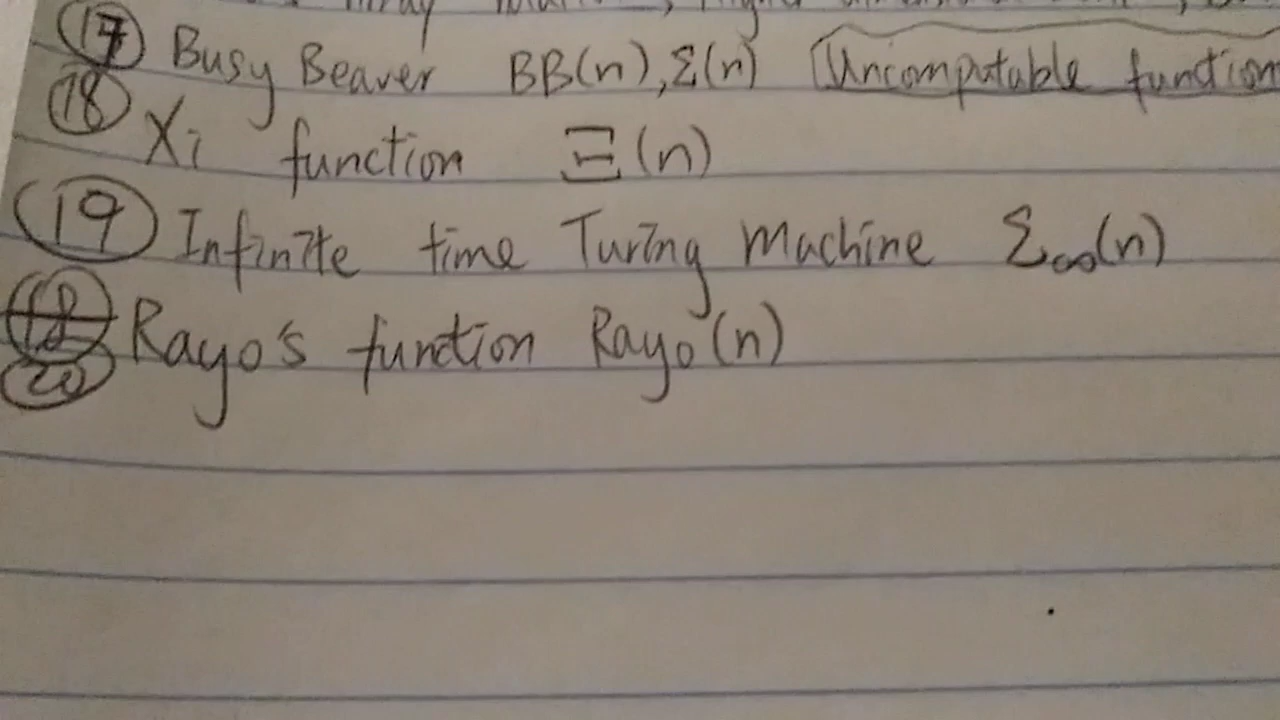 17 Busy Beaver BB(n), Σ(n) Uncomputable function
18 Xi function Ξ(n)
19 Infinite time Turing Machine Σ∞(n)
20 Rayo's function Rayo(n)